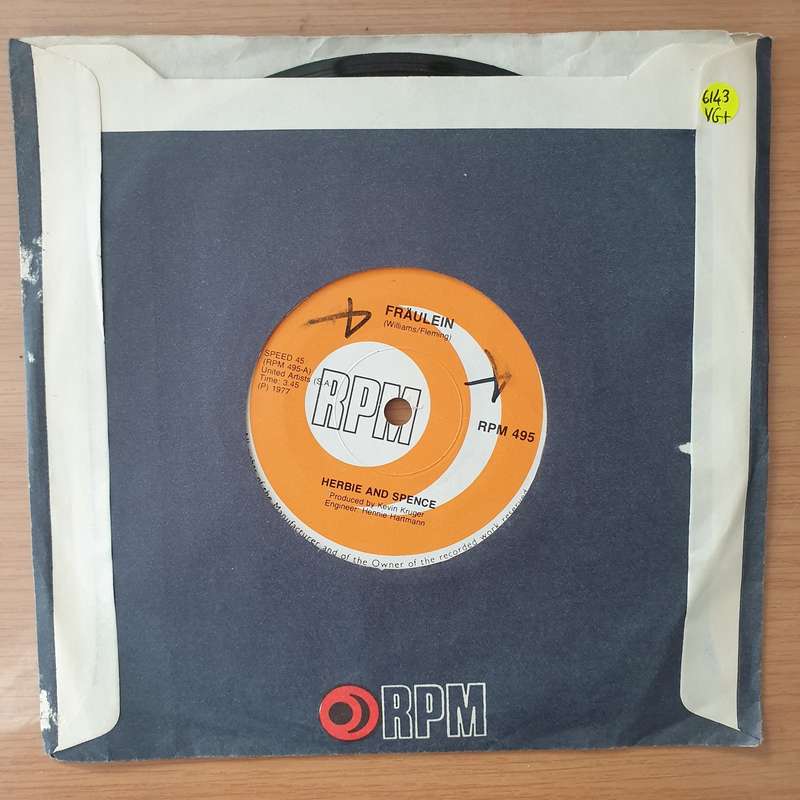 6143
VG+
FRÄULEIN
(Williams/Fleming)
SPEED 45
(RPM 495-A)
United Artists (S.A.
Time: 3.45
(P) 1977
RPM
RPM 495
HERBIE AND SPENCE
Produced by Kevin Kruger
Engineer: Hennie Hartmann
Manufacturer and of the Owner of the recorded work reserved
RPM